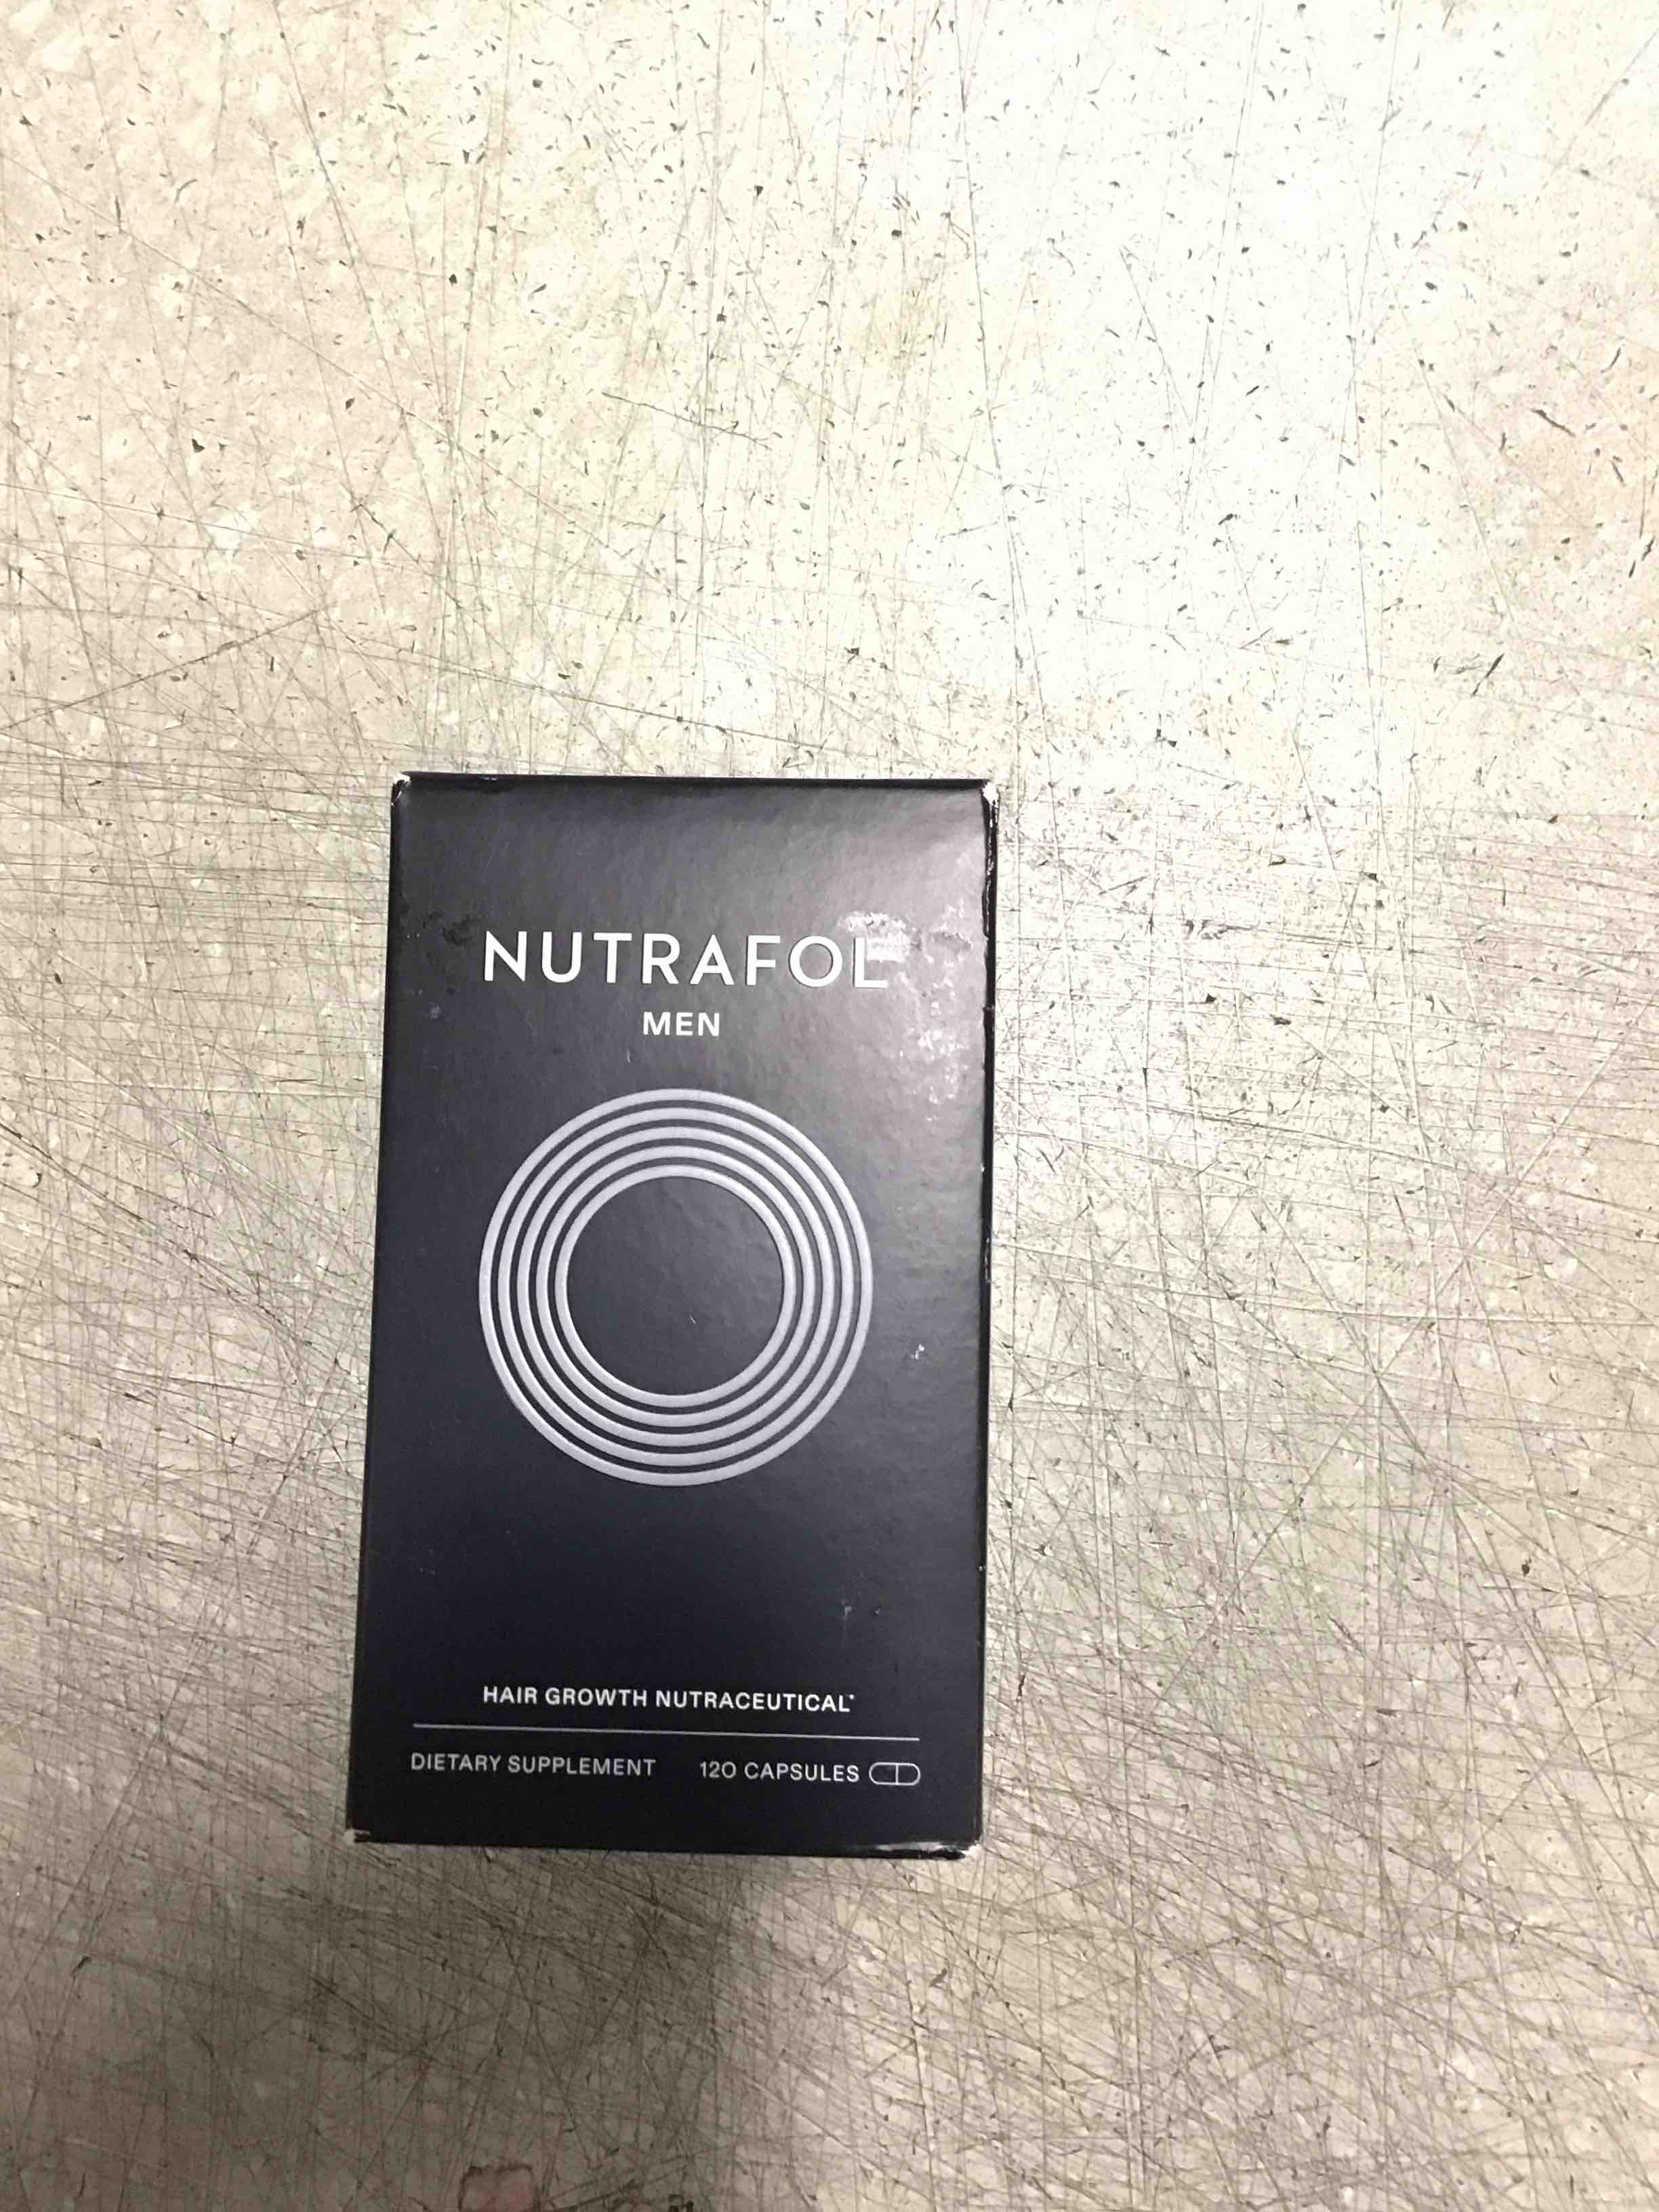 NUTRAFOL
MEN
HAIR GROWTH NUTRACEUTICAL*
DIETARY SUPPLEMENT 120 CAPSULES